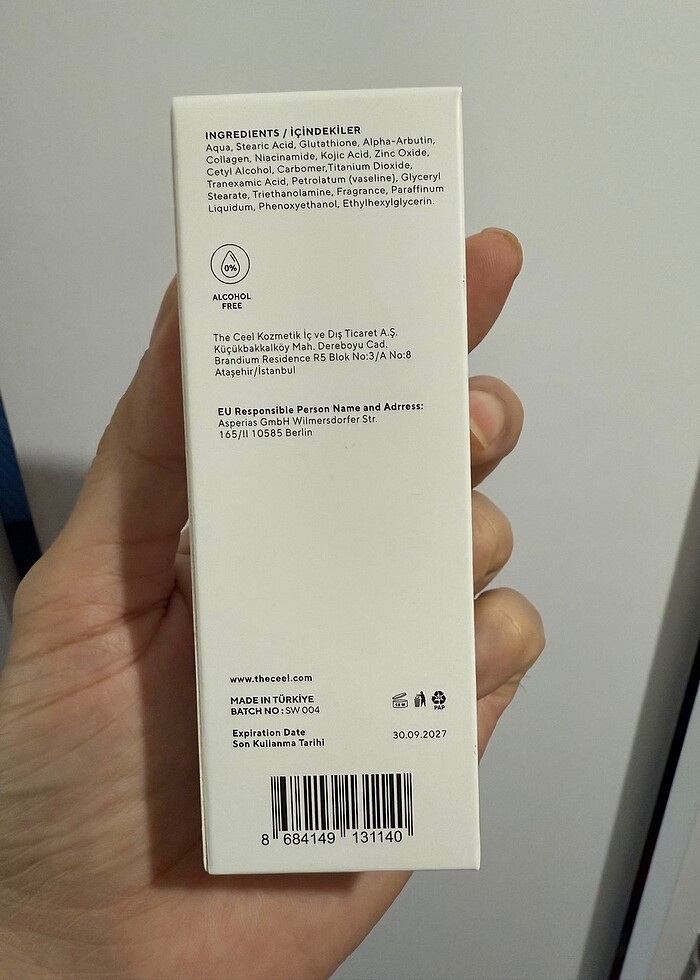 INGREDIENTS / İÇİNDEKİLER
Aqua, Stearic Acid, Glutathione, Alpha-Arbutin,
Collagen, Niacinamide, Kojic Acid, Zinc Oxide,
Cetyl Alcohol, Carbomer,Titanium Dioxide,
Tranexamic Acid, Petrolatum (vaseline), Glyceryl
Stearate, Triethanolamine, Fragrance, Paraffinum
Liquidum, Phenoxyethanol, Ethylhexylglycerin.
0%
ALCOHOL
FREE
The Ceel Kozmetik İç ve Dış Ticaret A.Ş.
Küçükbakkalköy Mah. Dereboyu Cad.
Brandium Residence R5 Blok No:3/A No:8
Ataşehir/İstanbul
EU Responsible Person Name and Adrress:
Asperias GmbH Wilmersdorfer Str.
165/II 10585 Berlin
www.theceel.com
MADE IN TÜRKİYE
BATCH NO : SW 004
12 M
PAP
Expiration Date
Son Kullanma Tarihi
30.09.2027
8 684149 131140